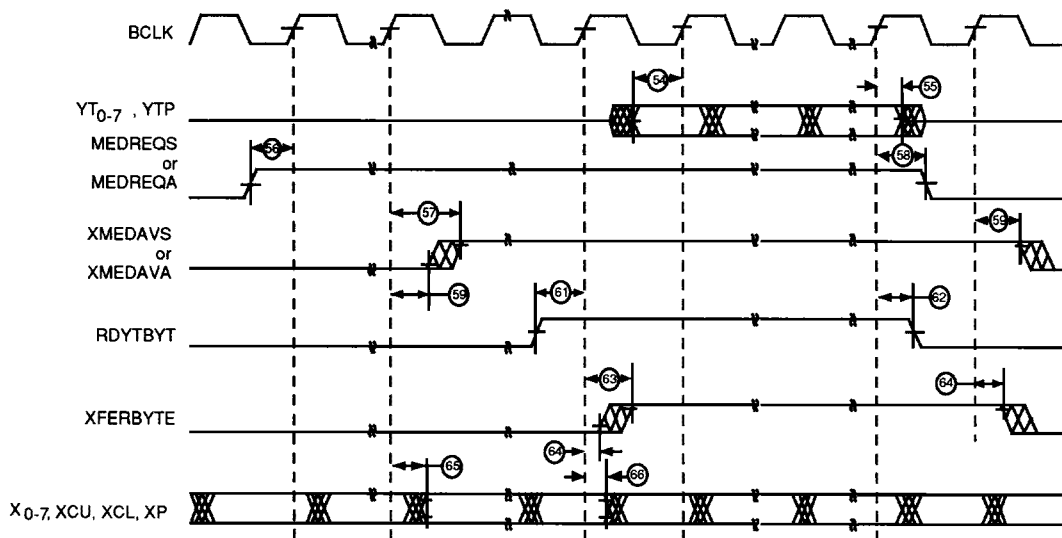 BCLK
54
55
YT0-7 , YTP
MEDREQS
or
MEDREQA
56
58
57
59
XMEDAVS
or
XMEDAVA
59
61
62
RDYTBYT
63
64
XFERBYTE
64
65
66
X0-7, XCU, XCL, XP